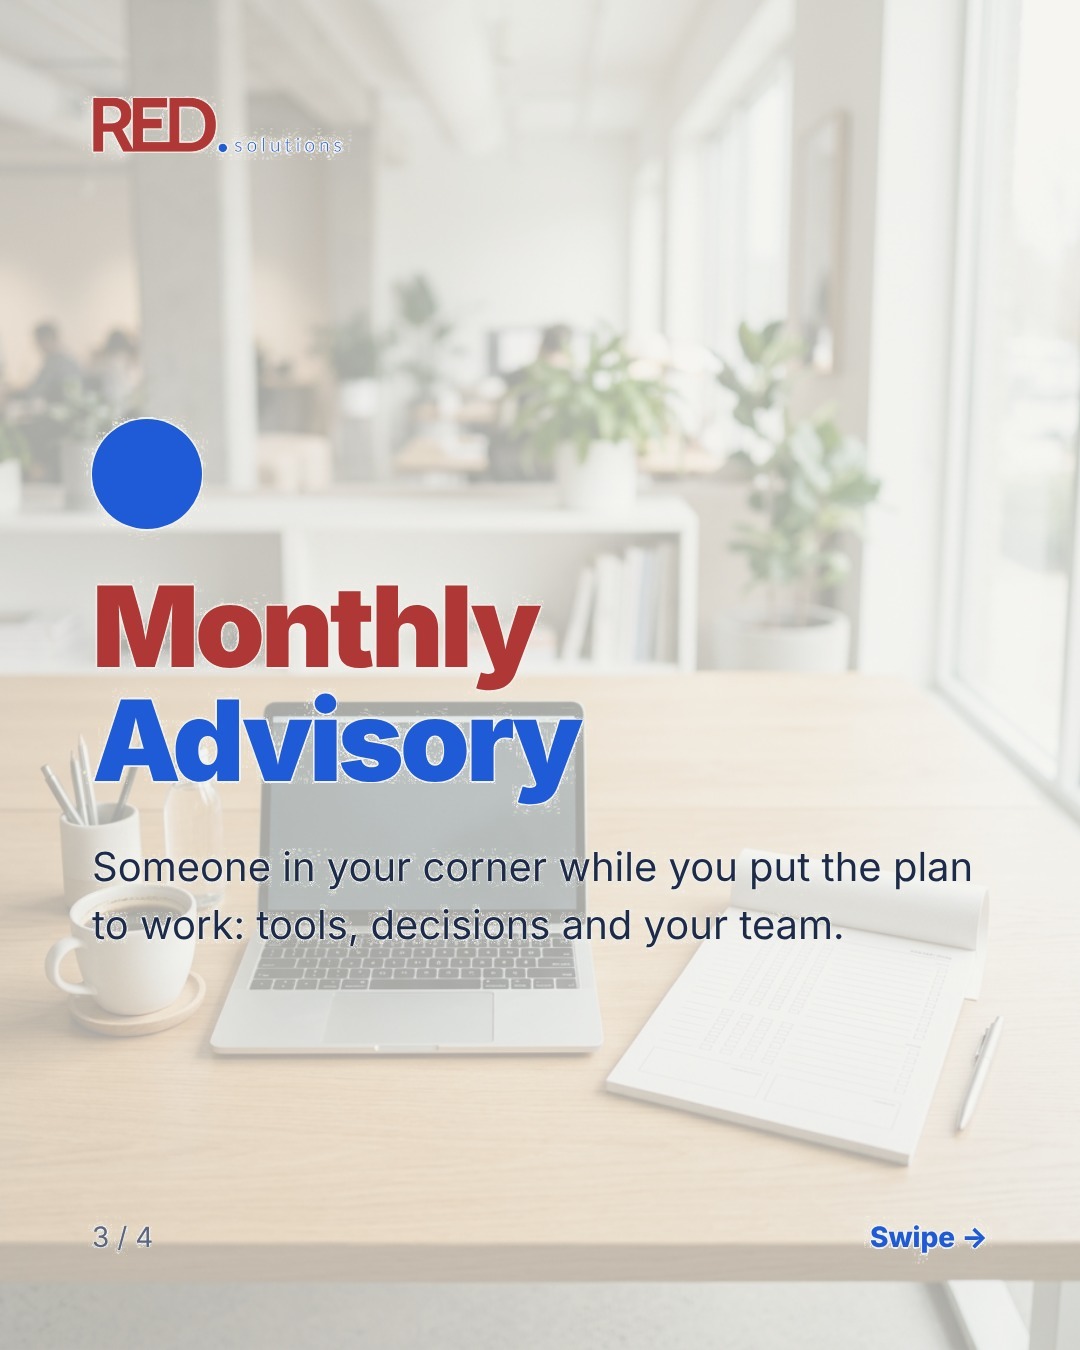 RED.solutions
Monthly
Advisory
Someone in your corner while you put the plan
to work: tools, decisions and your team.
3 / 4
Swipe →